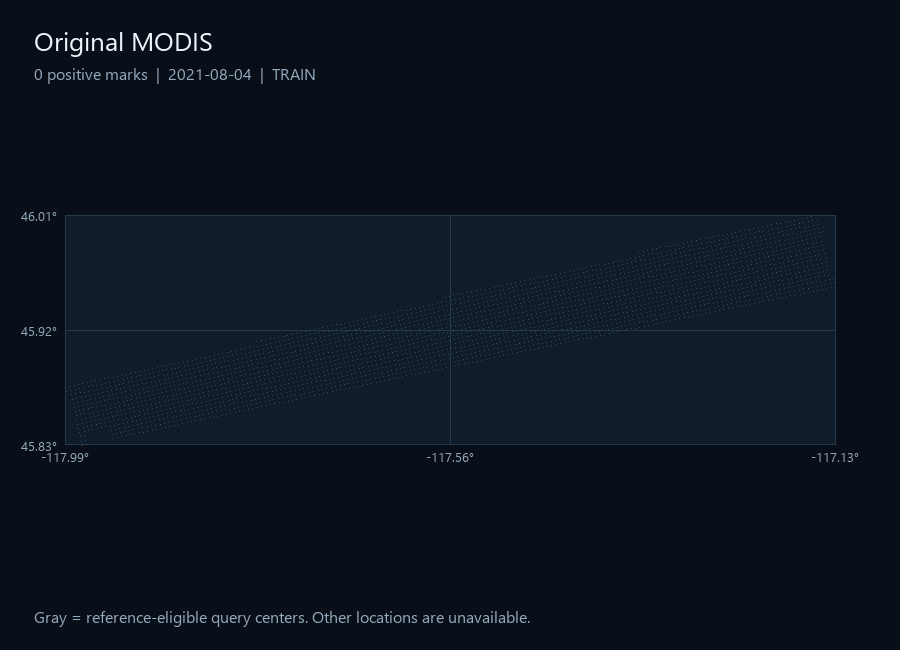 Original MODIS
0 positive marks | 2021-08-04 | TRAIN
46.01°
45.92°
45.83°
-117.99°
-117.56°
-117.13°
Gray = reference-eligible query centers. Other locations are unavailable.